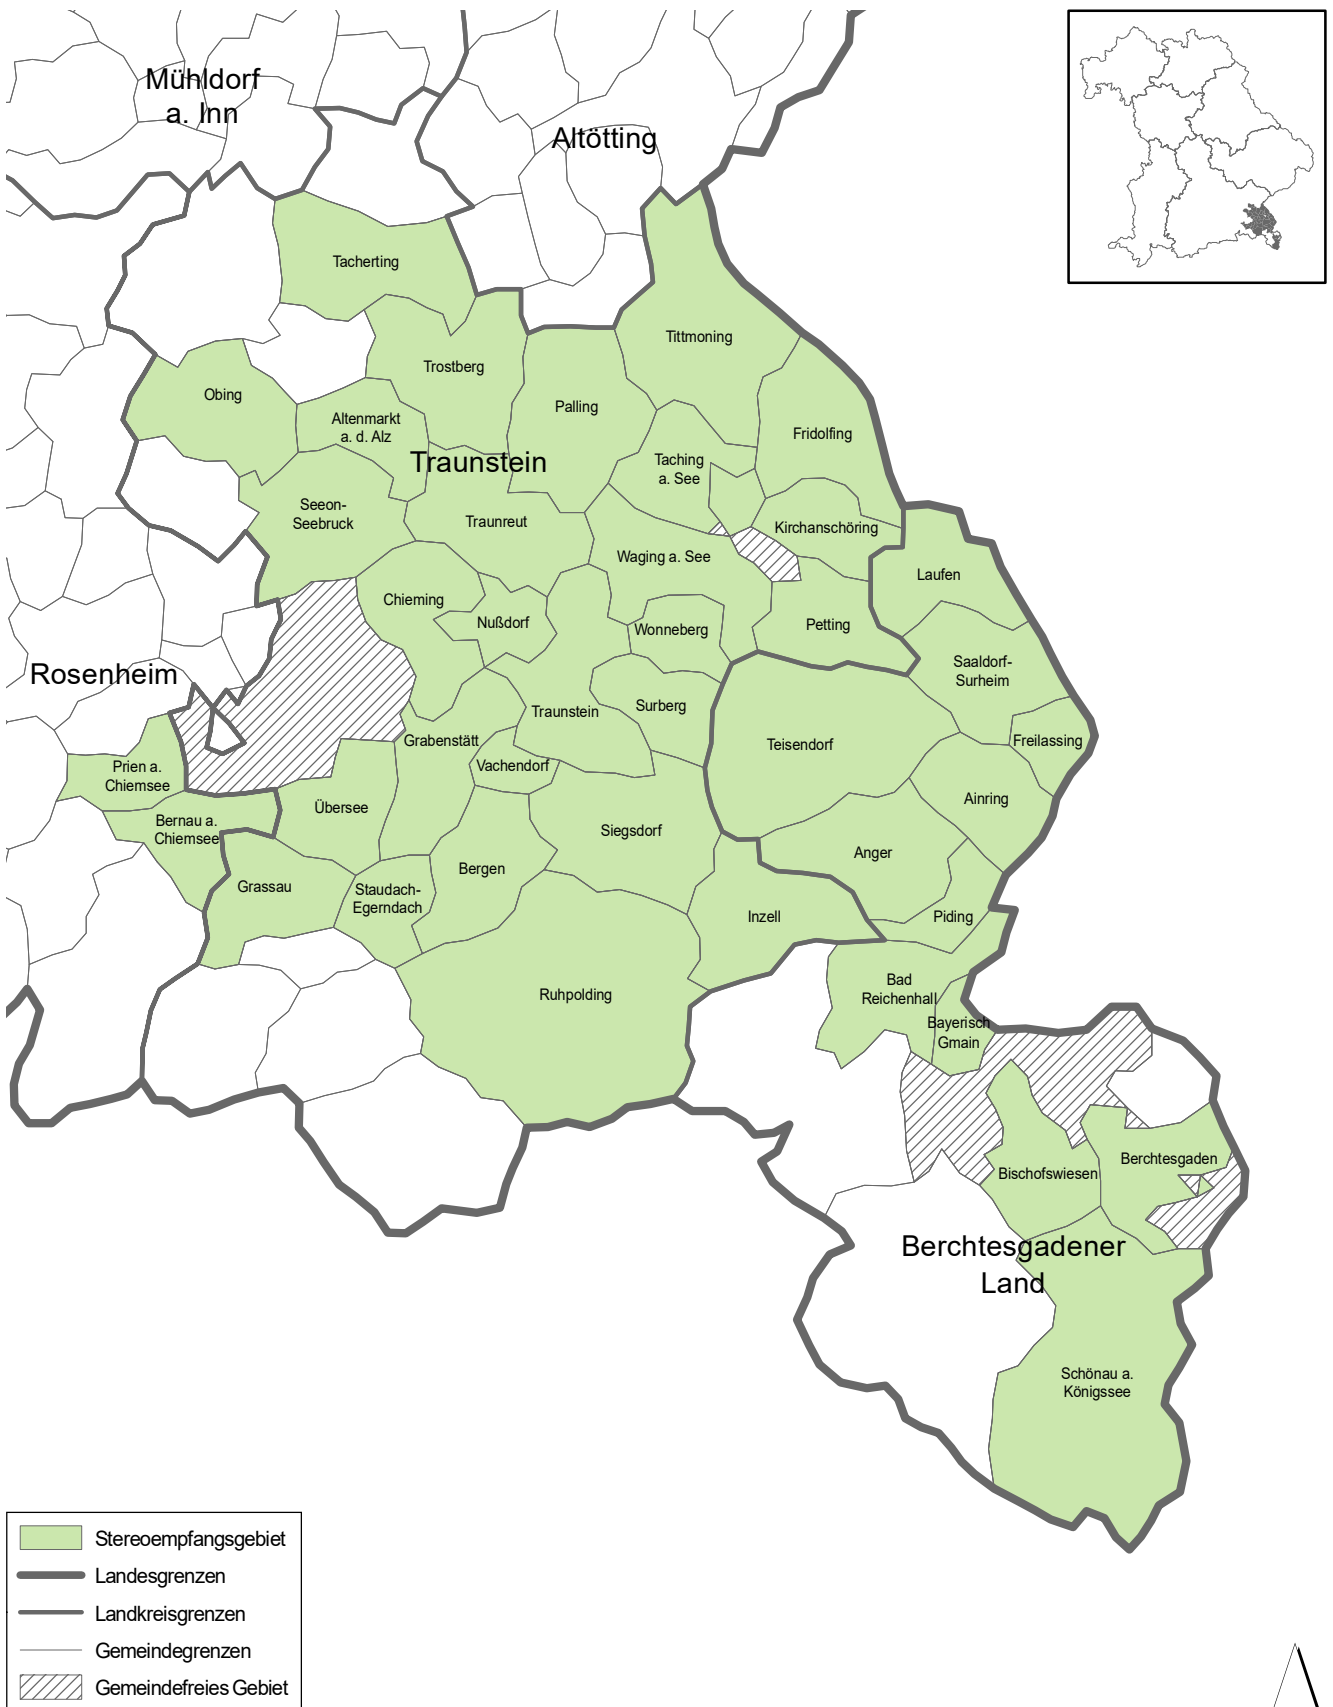 Mühldorf
a. Inn
Altötting
Tacherting
Tittmoning
Trostberg
Obing
Palling
Altenmarkt
a. d. Alz
Fridolfing
Traunstein
Taching
a. See
Seeon-
Seebruck
Traunreut
Kirchanschöring
Waging a. See
Laufen
Chieming
Nußdorf
Wonneberg
Petting
Rosenheim
Saaldorf-
Surheim
Traunstein
Surberg
Grabenstätt
Teisendorf
Freilassing
Prien a.
Chiemsee
Vachendorf
Übersee
Ainring
Bernau a.
Chiemsee
Siegsdorf
Anger
Bergen
Grassau
Staudach-
Egerndach
Inzell
Piding
Ruhpolding
Bad
Reichenhall
Bayerisch
Gmain
Bischofswiesen
Berchtesgaden
Berchtesgadener
Land
Schönau a.
Königssee
Stereoempfangsgebiet
Landesgrenzen
Landkreisgrenzen
Gemeindegrenzen
Gemeindefreies Gebiet